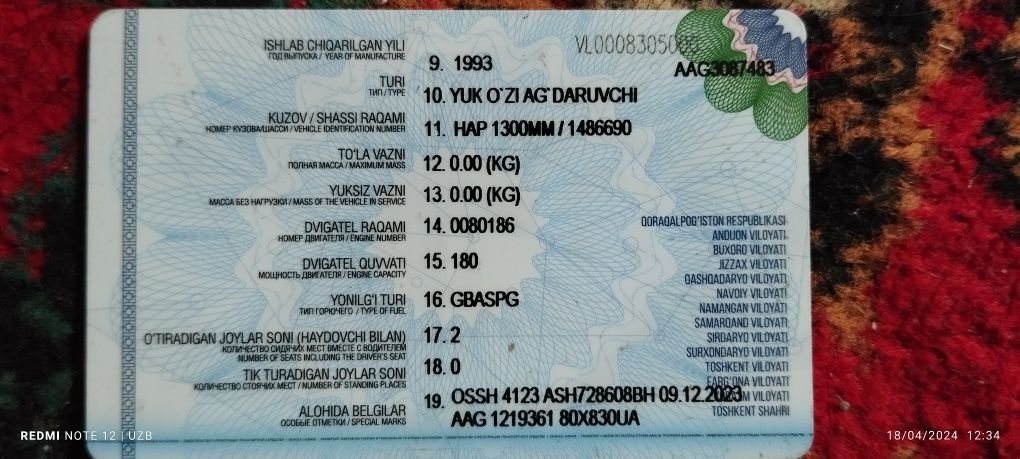 VL0008305000
AAG3087483
ISHLAB CHIQARILGAN YILI
ГОД ВЫПУСКА / YEAR OF MANUFACTURE
9. 1993
TURI
ТИП / TYPE
10. YUK O`ZI AG`DARUVCHI
KUZOV / SHASSI RAQAMI
НОМЕР КУЗОВА/ШАССИ / VEHICLE IDENTIFICATION NUMBER
11. HAP 1300MM / 1486690
TO'LA VAZNI
ПОЛНАЯ МАССА / MAXIMUM MASS
12. 0.00 (KG)
YUKSIZ VAZNI
МАССА БЕЗ НАГРУЗКИ / MASS OF THE VEHICLE IN SERVICE
13. 0.00 (KG)
DVIGATEL RAQAMI
НОМЕР ДВИГАТЕЛЯ / ENGINE NUMBER
14. 0080186
DVIGATEL QUVVATI
МОЩНОСТЬ ДВИГАТЕЛЯ / ENGINE CAPACITY
15. 180
YONILG'I TURI
ТИП ГОРЮЧЕГО / TYPE OF FUEL
16. GBASPG
O'TIRADIGAN JOYLAR SONI (HAYDOVCHI BILAN)
КОЛИЧЕСТВО СИДЯЧИХ МЕСТ ВМЕСТЕ С ВОДИТЕЛЕМ
NUMBER OF SEATS INCLUDING THE DRIVER'S SEAT
17. 2
TIK TURADIGAN JOYLAR SONI
КОЛИЧЕСТВО СТОЯЧИХ МЕСТ / NUMBER OF STANDING PLACES
18. 0
ALOHIDA BELGILAR
ОСОБЫЕ ОТМЕТКИ / SPECIAL MARKS
19. OSSH 4123 ASH728608BH 09.12.2023
AAG 1219361 80X830UA
QORAQALPOG'ISTON RESPUBLIKASI
ANDIJON VILOYATI
BUXORO VILOYATI
JIZZAX VILOYATI
QASHQADARYO VILOYATI
NAVOIY VILOYATI
NAMANGAN VILOYATI
SAMARQAND VILOYATI
SIRDARYO VILOYATI
SURXONDARYO VILOYATI
TOSHKENT VILOYATI
FARG'ONA VILOYATI
VILOYATI
TOSHKENT SHAHRI
REDMI NOTE 12 | UZB
18/04/2024 12:34